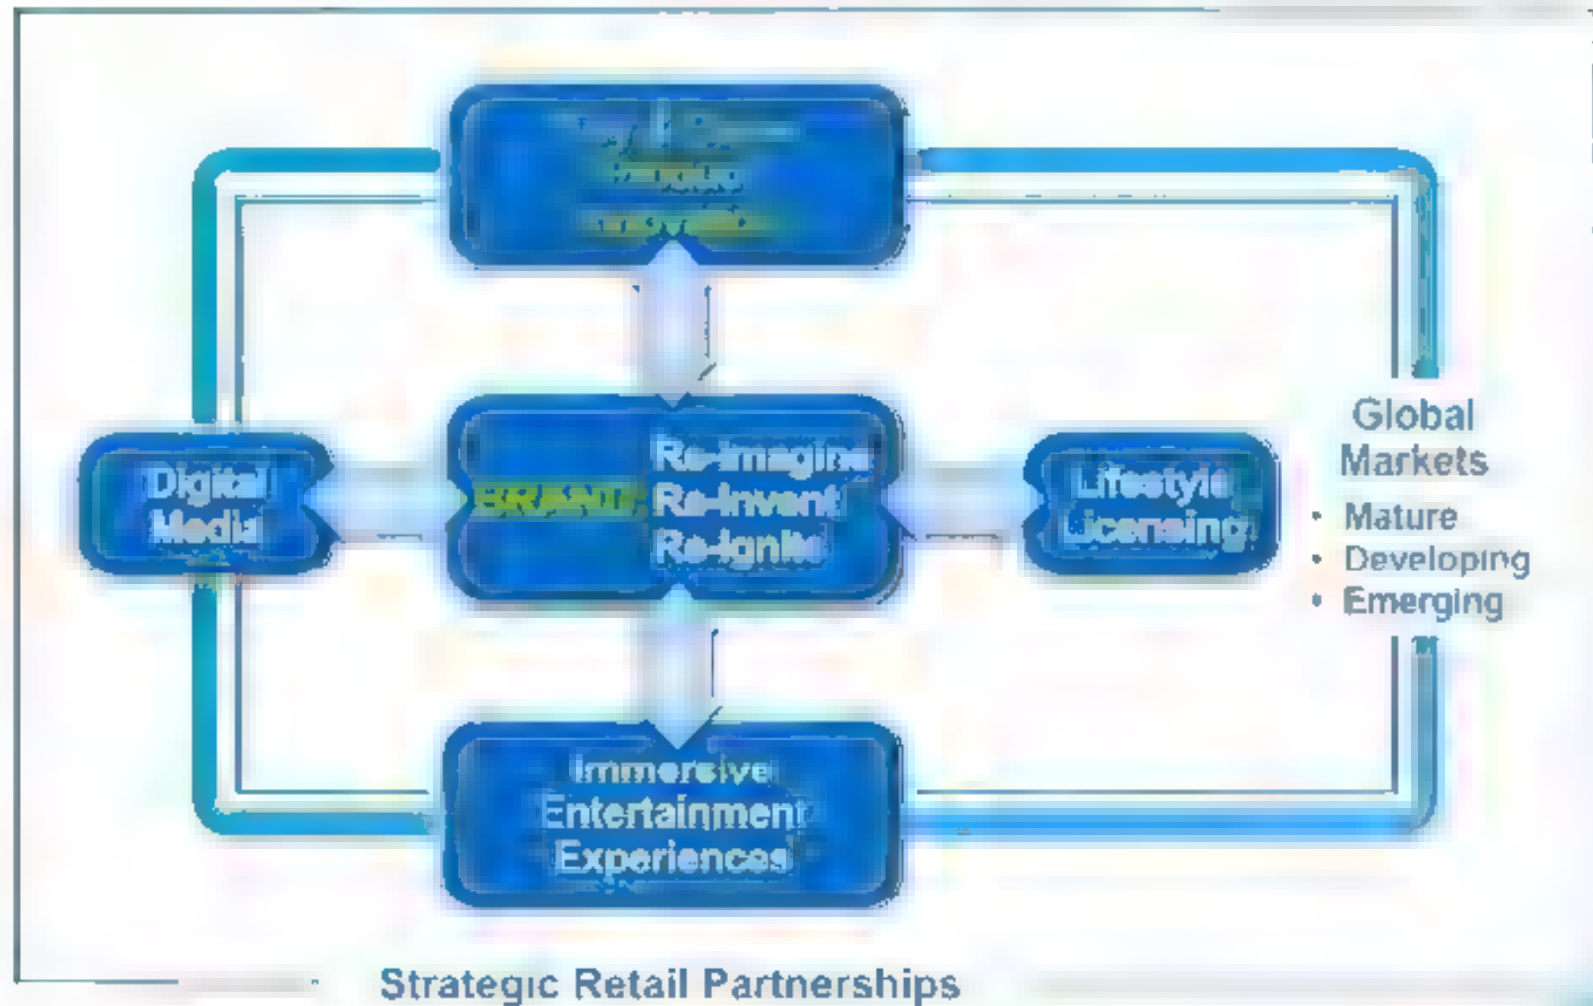 Digital
Media
BRANDS
Re-Imagine
Re-Invent
Re-Ignite
Lifestyle
Licensing
Global
Markets
• Mature
• Developing
• Emerging
Immersive
Entertainment
Experiences
Strategic Retail Partnerships